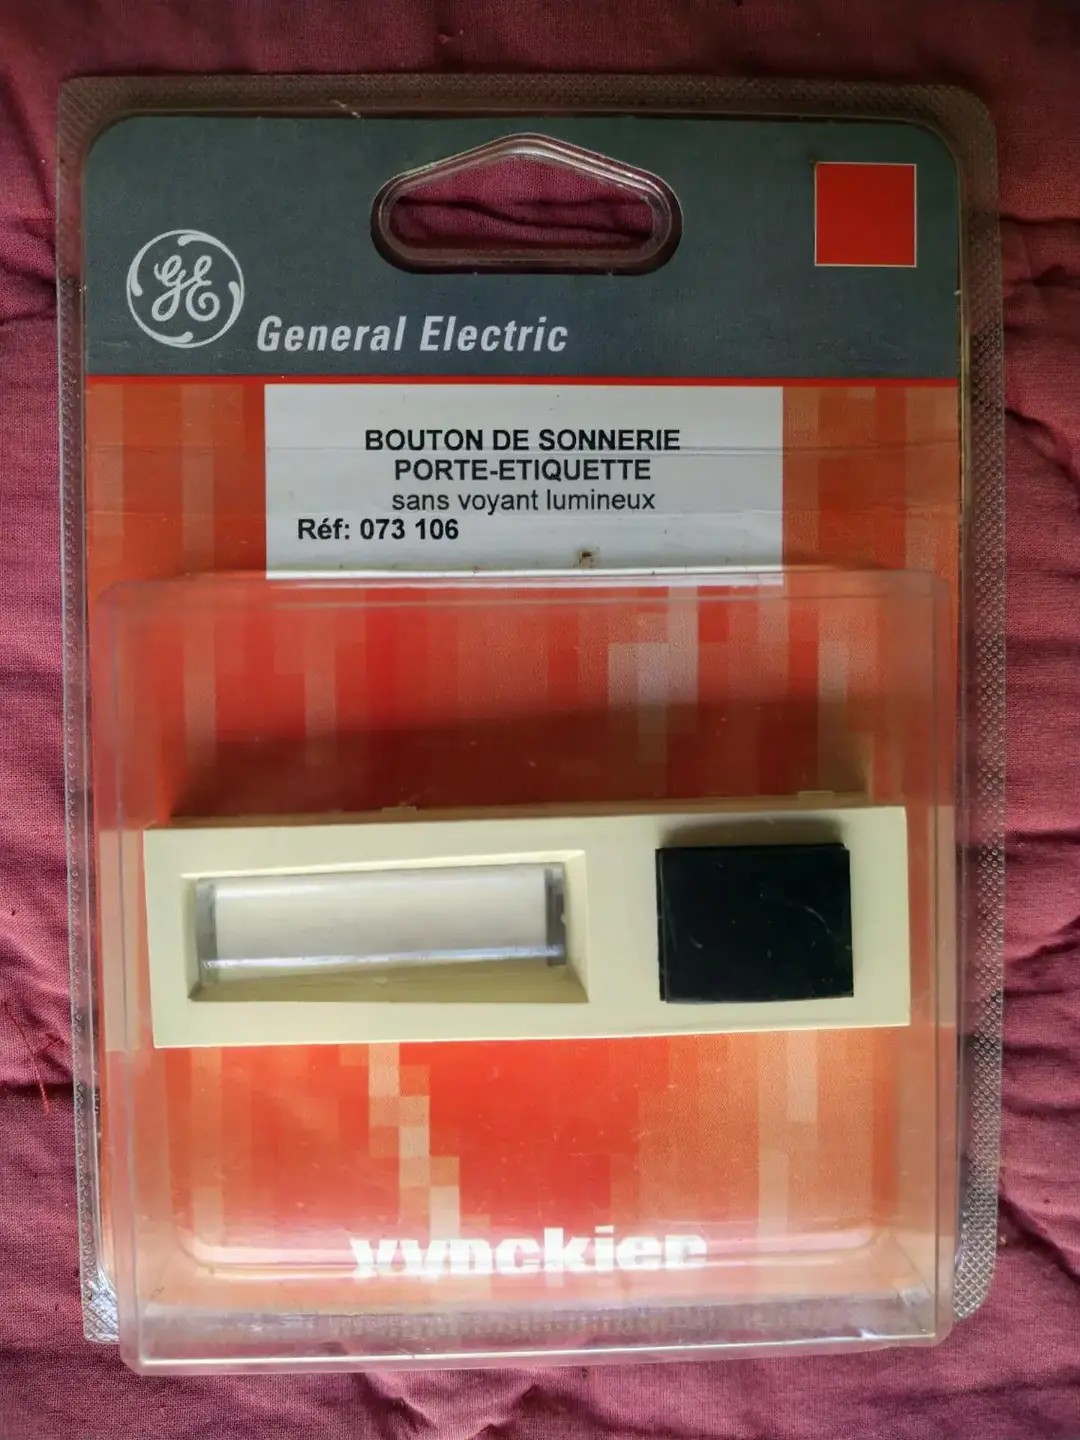 GE
General Electric
BOUTON DE SONNERIE
PORTE-ETIQUETTE
sans voyant lumineux
Réf: 073 106
vynckier